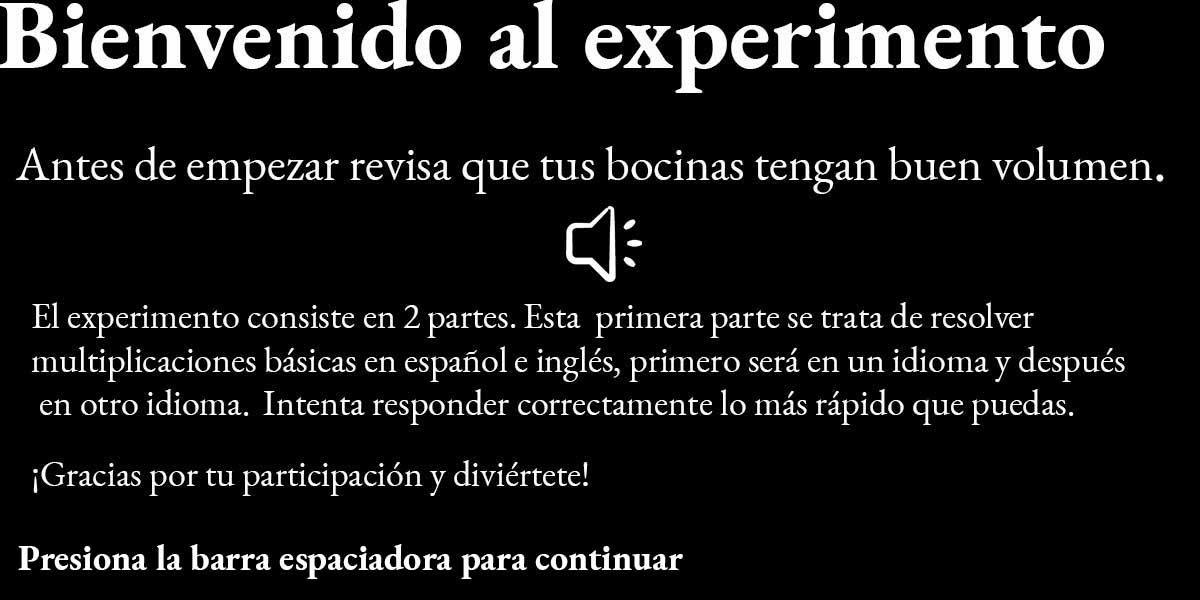 Bienvenido al experimento
Antes de empezar revisa que tus bocinas tengan buen volumen.
El experimento consiste en 2 partes. Esta primera parte se trata de resolver
multiplicaciones básicas en español e inglés, primero será en un idioma y después
en otro idioma. Intenta responder correctamente lo más rápido que puedas.
¡Gracias por tu participación y diviértete!
Presiona la barra espaciadora para continuar